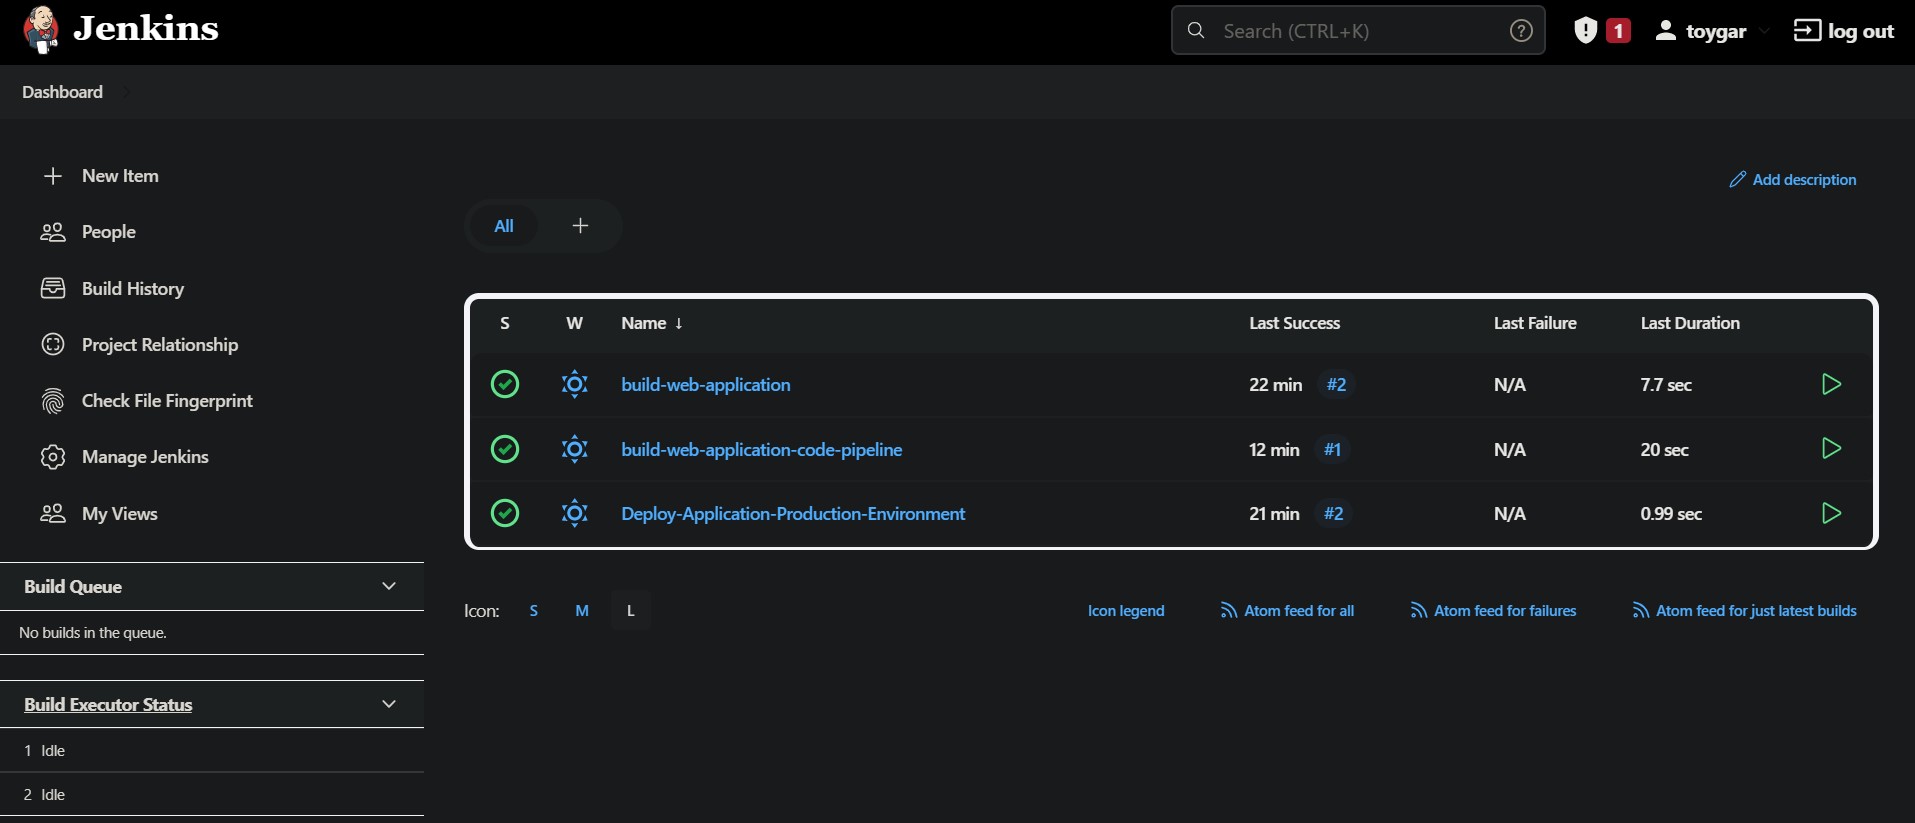 Jenkins
Search (CTRL+K)
1
toygar
log out
Dashboard
New Item
People
Build History
Project Relationship
Check File Fingerprint
Manage Jenkins
My Views
Build Queue
No builds in the queue.
Build Executor Status
1 Idle
2 Idle
Add description
All
S W Name ↓ Last Success Last Failure Last Duration
build-web-application 22 min #2 N/A 7.7 sec
build-web-application-code-pipeline 12 min #1 N/A 20 sec
Deploy-Application-Production-Environment 21 min #2 N/A 0.99 sec
Icon: S M L
Icon legend
Atom feed for all
Atom feed for failures
Atom feed for just latest builds